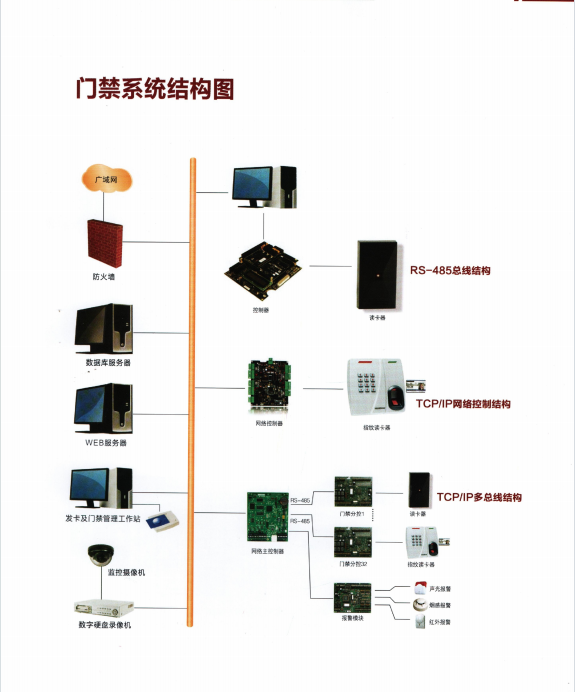 门禁系统结构图
广域网
防火墙
控制器
读卡器
RS-485总线结构
数据库服务器
网络控制器
指纹读卡器
TCP/IP网络控制结构
WEB服务器
发卡及门禁管理工作站
网络主控制器
RS-485
RS-485
门禁分控1
读卡器
TCP/IP多总线结构
门禁分控32
指纹读卡器
监控摄像机
数字硬盘录像机
报警模块
声光报警
烟感报警
红外报警